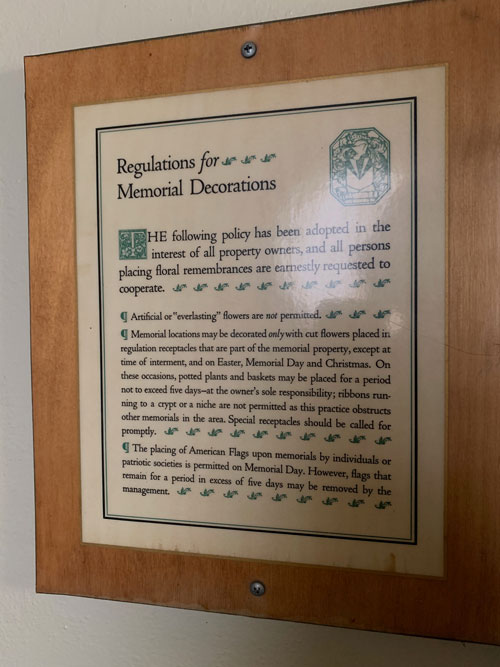 Regulations for
Memorial Decorations
THE following policy has been adopted in the
interest of all property owners, and all persons
placing floral remembrances are earnestly requested to
cooperate.
¶ Artificial or "everlasting" flowers are not permitted.
¶ Memorial locations may be decorated only with cut flowers placed in
regulation receptacles that are part of the memorial property, except at
time of interment, and on Easter, Memorial Day and Christmas. On
these occasions, potted plants and baskets may be placed for a period
not to exceed five days—at the owner's sole responsibility; ribbons run-
ning to a crypt or a niche are not permitted as this practice obstructs
other memorials in the area. Special receptacles should be called for
promptly.
¶ The placing of American Flags upon memorials by individuals or
patriotic societies is permitted on Memorial Day. However, flags that
remain for a period in excess of five days may be removed by the
management.